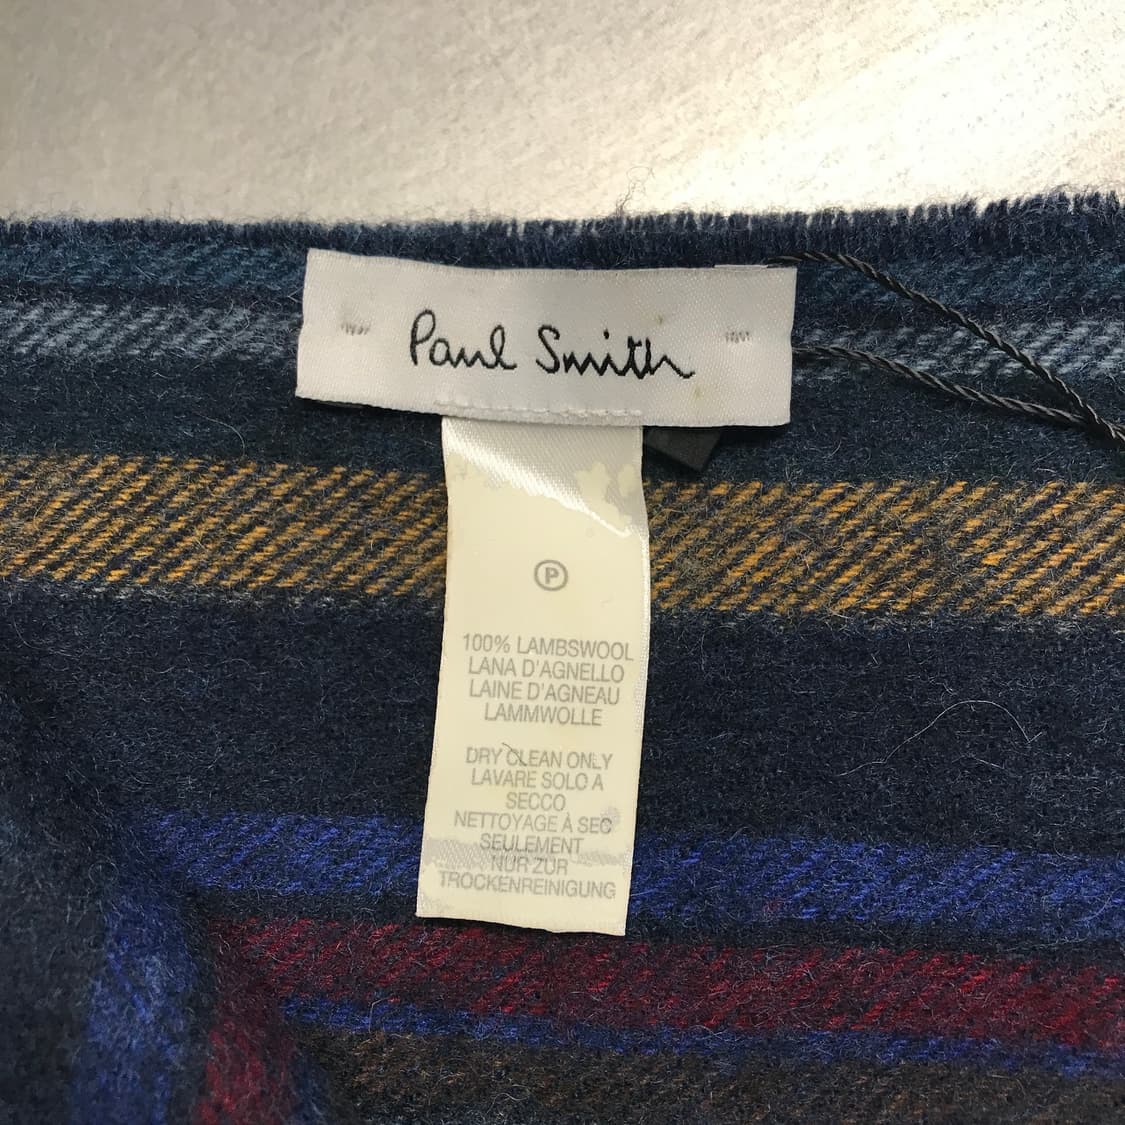 Paul Smith
P
100% LAMBSWOOL
LANA D'AGNELLO
LAINE D'AGNEAU
LAMMWOLLE
DRY CLEAN ONLY
LAVARE SOLO A
SECCO
NETTOYAGE À SEC
SEULEMENT
NUR ZUR
TROCKENREINIGUNG